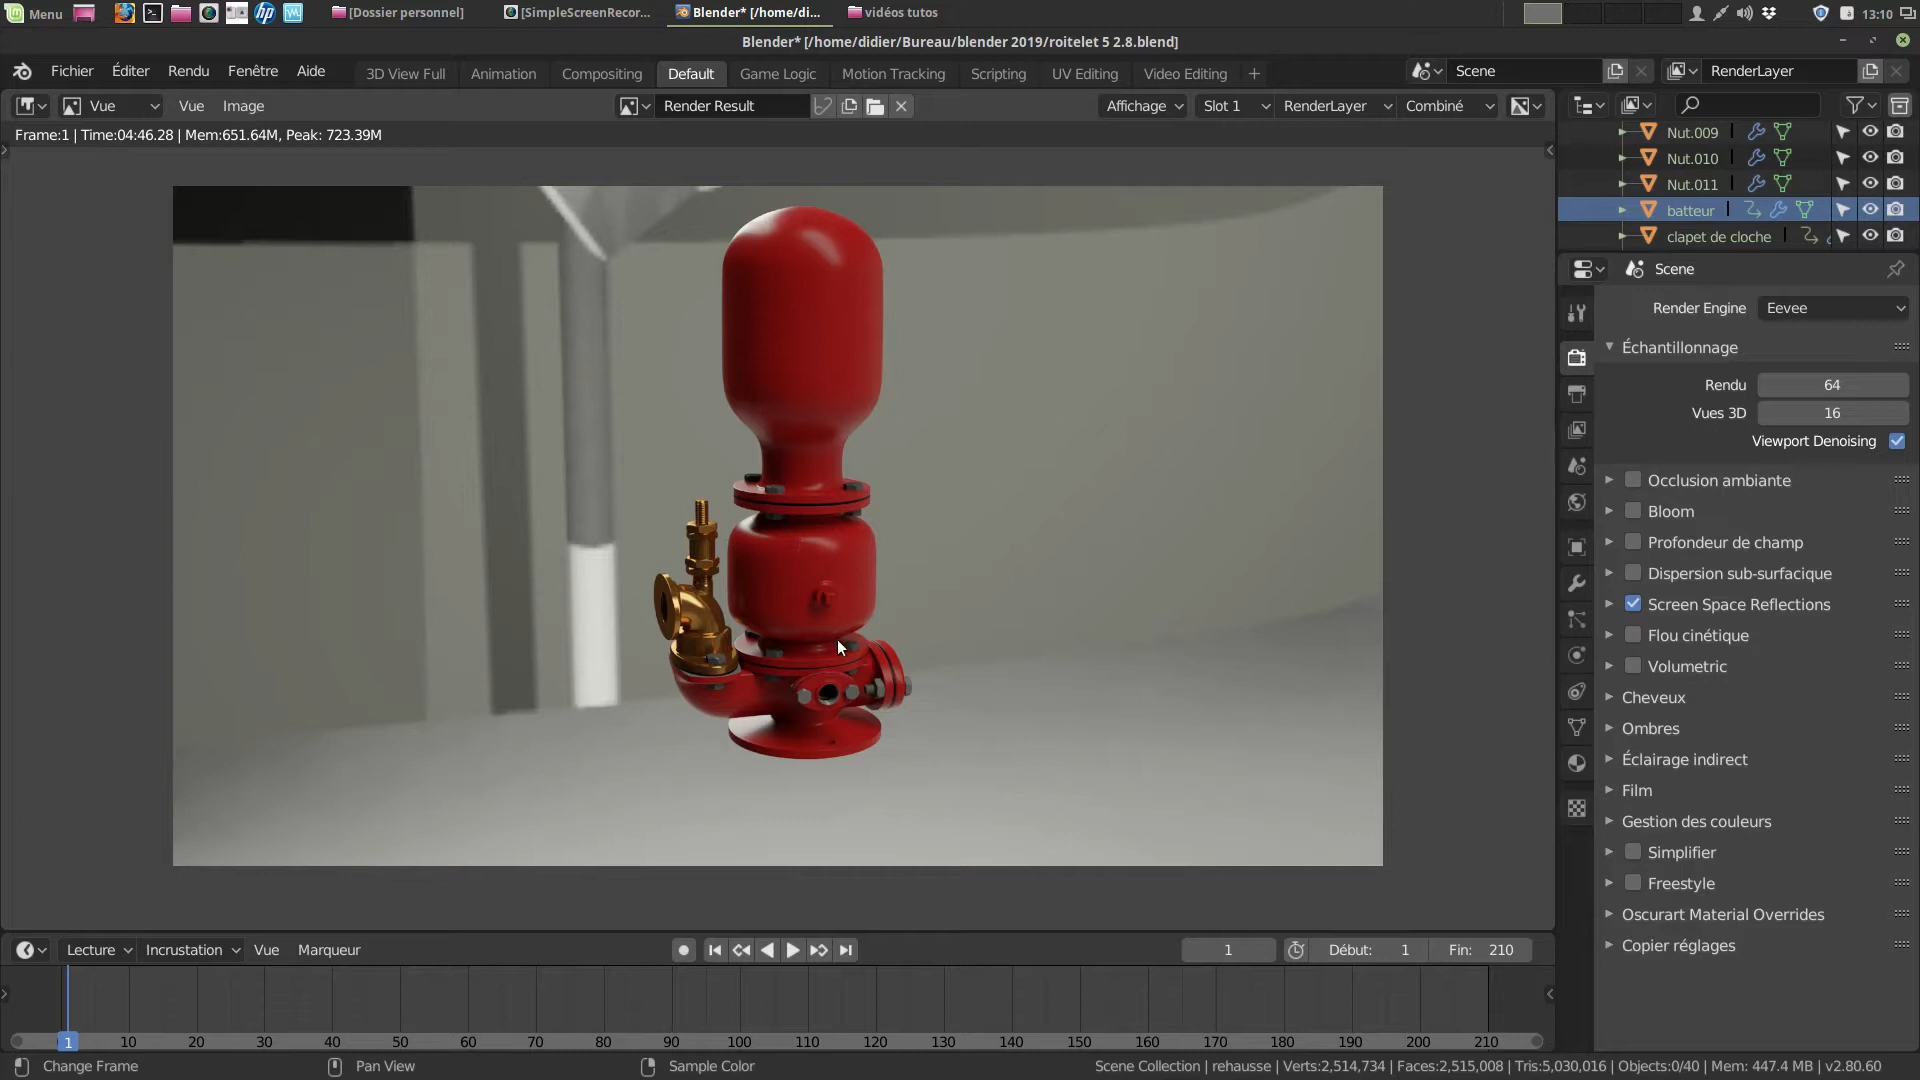 Menu [Dossier personnel] [SimpleScreenRecor... Blender* [/home/di... vidéos tutos 13:10
Blender* [/home/didier/Bureau/blender 2019/roitelet 5 2.8.blend]
Fichier Éditer Rendu Fenêtre Aide 3D View Full Animation Compositing Default Game Logic Motion Tracking Scripting UV Editing Video Editing + Scene RenderLayer
Vue Vue Image Render Result Affichage Slot 1 RenderLayer Combiné
Frame:1 | Time:04:46.28 | Mem:651.64M, Peak: 723.39M
Nut.009
Nut.010
Nut.011
batteur
clapet de cloche
Scene
Render Engine Eevee
Échantillonnage
Rendu 64
Vues 3D 16
Viewport Denoising
Occlusion ambiante
Bloom
Profondeur de champ
Dispersion sub-surfacique
Screen Space Reflections
Flou cinétique
Volumetric
Cheveux
Ombres
Éclairage indirect
Film
Gestion des couleurs
Simplifier
Freestyle
Oscurart Material Overrides
Copier réglages
Lecture Incrustation Vue Marqueur 1 Début: 1 Fin: 210
1 10 20 30 40 50 60 70 80 90 100 110 120 130 140 150 160 170 180 190 200 210
Change Frame Pan View Sample Color Scene Collection | rehausse | Verts:2,514,734 | Faces:2,515,008 | Tris:5,030,016 | Objects:0/40 | Mem: 447.4 MB | v2.80.60